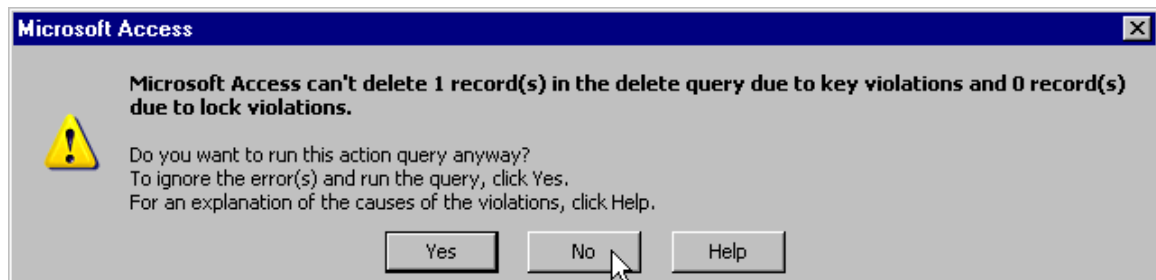 Microsoft Access
Microsoft Access can't delete 1 record(s) in the delete query due to key violations and 0 record(s)
due to lock violations.
Do you want to run this action query anyway?
To ignore the error(s) and run the query, click Yes.
For an explanation of the causes of the violations, click Help.
Yes
No
Help